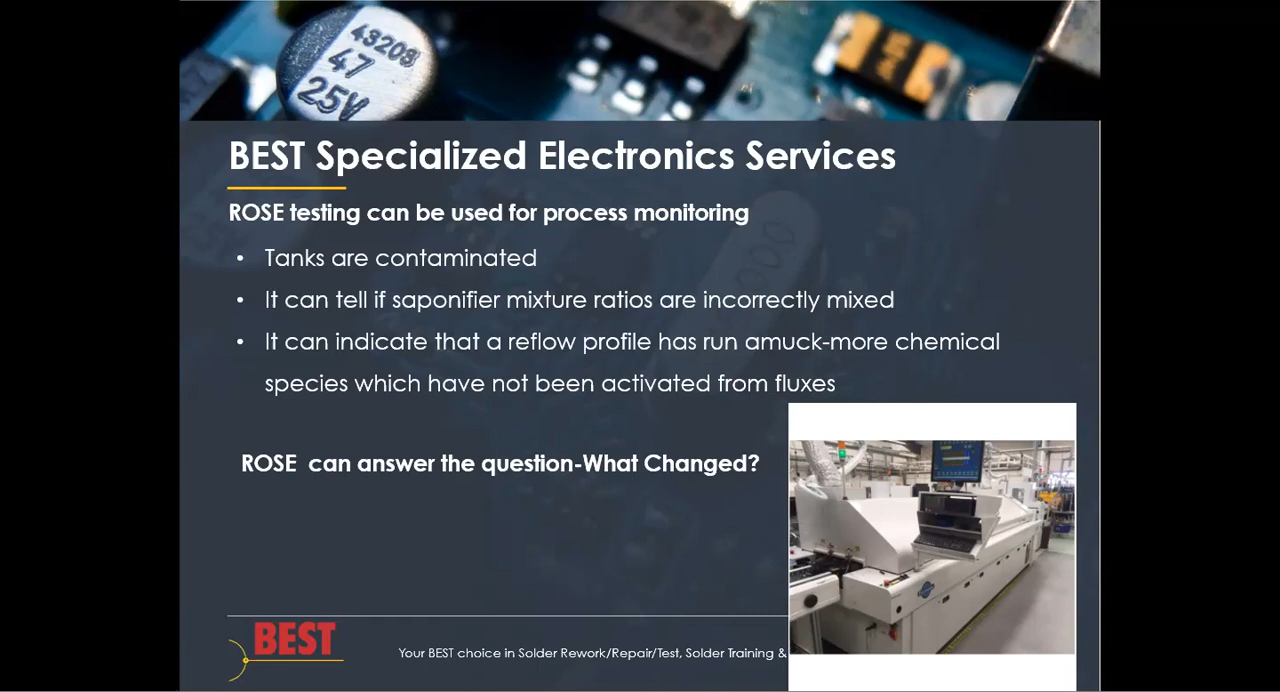 43203
47
25V
BEST Specialized Electronics Services
ROSE testing can be used for process monitoring
• Tanks are contaminated
• It can tell if saponifier mixture ratios are incorrectly mixed
• It can indicate that a reflow profile has run amuck-more chemical
species which have not been activated from fluxes
ROSE can answer the question-What Changed?
BEST
Your BEST choice in Solder Rework/Repair/Test, Solder Training &